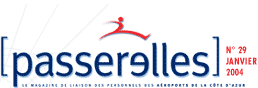 [passerelles]
N° 29
JANVIER
2004
LE MAGAZINE DE LIAISON DES PERSONNELS DES AÉROPORTS DE LA CÔTE D'AZUR